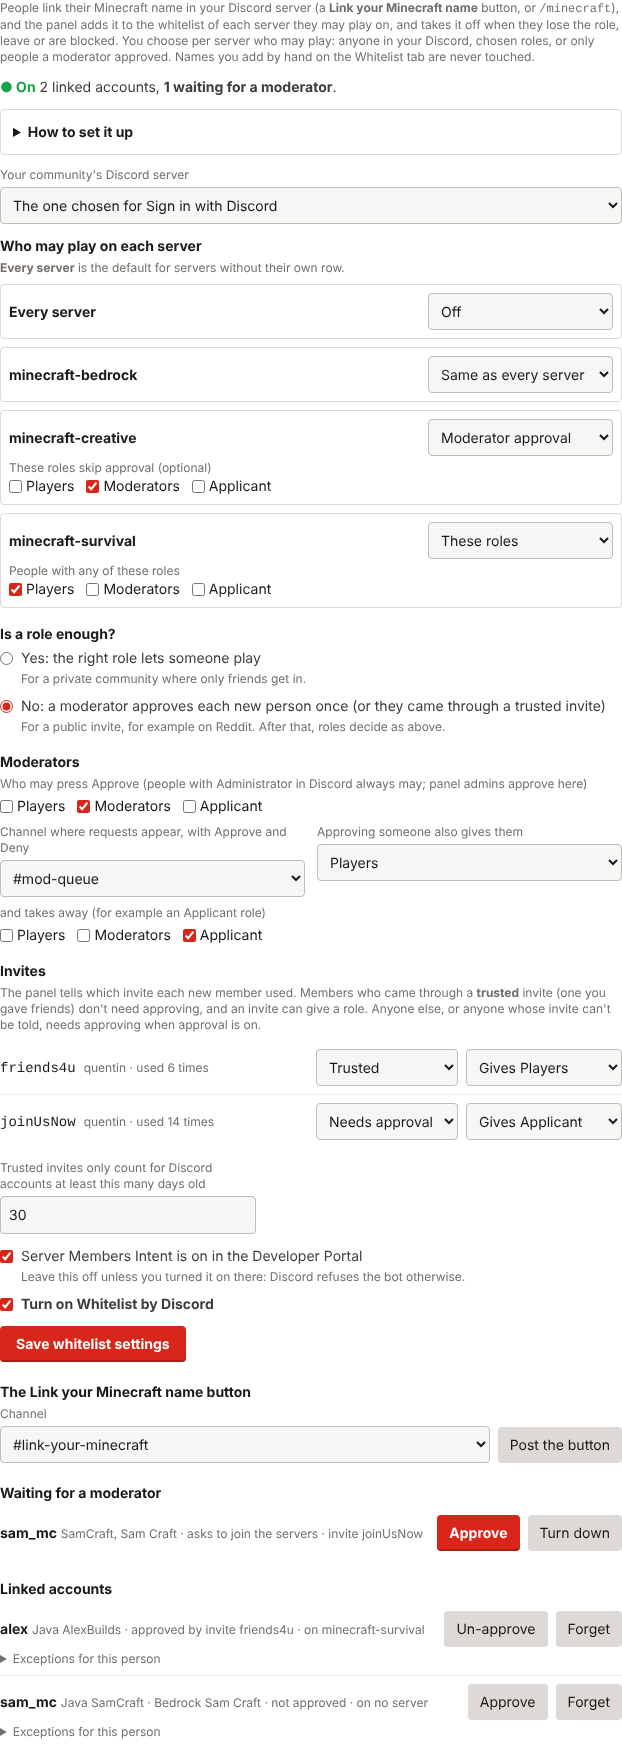 People link their Minecraft name in your Discord server (a Link your Minecraft name button, or /minecraft),
and the panel adds it to the whitelist of each server they may play on, and takes it off when they lose the role,
leave or are blocked. You choose per server who may play: anyone in your Discord, chosen roles, or only
people a moderator approved. Names you add by hand on the Whitelist tab are never touched.
On 2 linked accounts, 1 waiting for a moderator.
How to set it up
Your community's Discord server
The one chosen for Sign in with Discord
Who may play on each server
Every server is the default for servers without their own row.
Every server Off
minecraft-bedrock Same as every server
minecraft-creative Moderator approval
These roles skip approval (optional)
Players Moderators Applicant
minecraft-survival These roles
People with any of these roles
Players Moderators Applicant
Is a role enough?
Yes: the right role lets someone play
For a private community where only friends get in.
No: a moderator approves each new person once (or they came through a trusted invite)
For a public invite, for example on Reddit. After that, roles decide as above.
Moderators
Who may press Approve (people with Administrator in Discord always may; panel admins approve here)
Players Moderators Applicant
Channel where requests appear, with Approve and
Deny
#mod-queue
Approving someone also gives them
Players
and takes away (for example an Applicant role)
Players Moderators Applicant
Invites
The panel tells which invite each new member used. Members who came through a trusted invite (one you
gave friends) don't need approving, and an invite can give a role. Anyone else, or anyone whose invite can't
be told, needs approving when approval is on.
friends4u quentin · used 6 times Trusted Gives Players
joinUsNow quentin · used 14 times Needs approval Gives Applicant
Trusted invites only count for Discord
accounts at least this many days old
30
Server Members Intent is on in the Developer Portal
Leave this off unless you turned it on there: Discord refuses the bot otherwise.
Turn on Whitelist by Discord
Save whitelist settings
The Link your Minecraft name button
Channel
#link-your-minecraft Post the button
Waiting for a moderator
sam_mc SamCraft, Sam Craft · asks to join the servers · invite joinUsNow Approve Turn down
Linked accounts
alex Java AlexBuilds · approved by invite friends4u · on minecraft-survival Un-approve Forget
Exceptions for this person
sam_mc Java SamCraft · Bedrock Sam Craft · not approved · on no server Approve Forget
Exceptions for this person